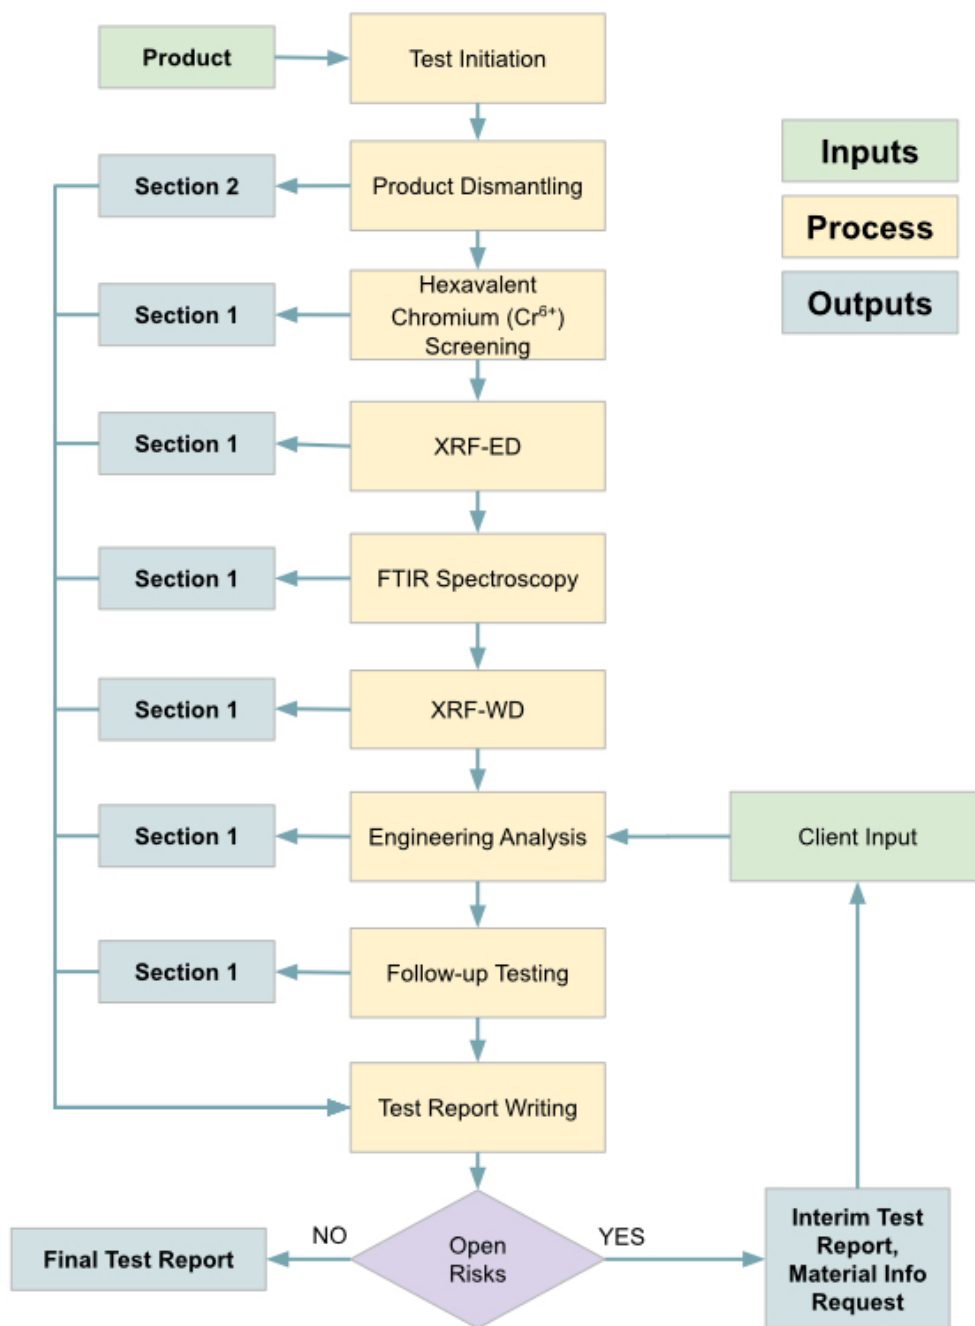 Product
Test Initiation
Inputs
Section 2
Product Dismantling
Process
Section 1
Hexavalent
Chromium (Cr⁶⁺)
Screening
Outputs
Section 1
XRF-ED
Section 1
FTIR Spectroscopy
Section 1
XRF-WD
Section 1
Engineering Analysis
Client Input
Section 1
Follow-up Testing
Test Report Writing
NO
YES
Final Test Report
Open
Risks
Interim Test
Report,
Material Info
Request